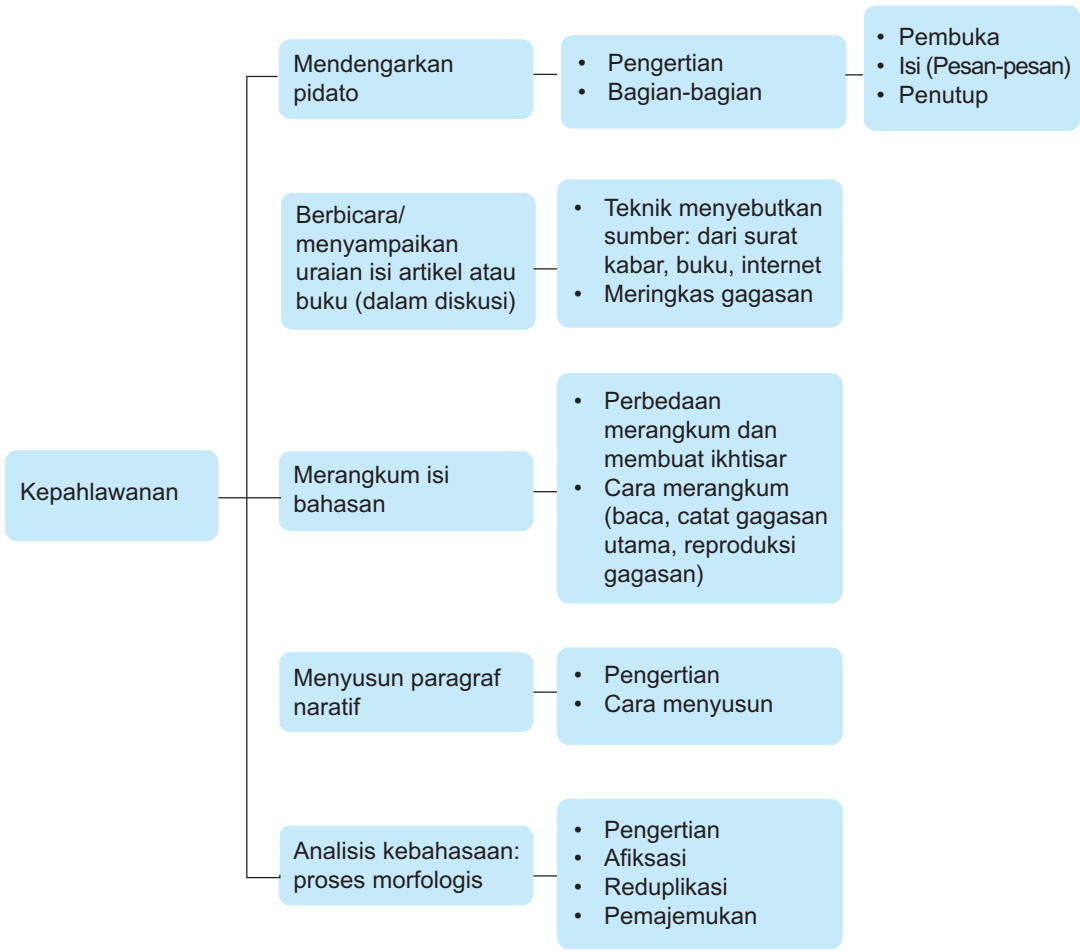 Kepahlawanan
Mendengarkan
pidato
• Pengertian
• Bagian-bagian
• Pembuka
• Isi (Pesan-pesan)
• Penutup
Berbicara/
menyampaikan
uraian isi artikel atau
buku (dalam diskusi)
• Teknik menyebutkan
sumber: dari surat
kabar, buku, internet
• Meringkas gagasan
Merangkum isi
bahasan
• Perbedaan
merangkum dan
membuat ikhtisar
• Cara merangkum
(baca, catat gagasan
utama, reproduksi
gagasan)
Menyusun paragraf
naratif
• Pengertian
• Cara menyusun
Analisis kebahasaan:
proses morfologis
• Pengertian
• Afiksasi
• Reduplikasi
• Pemajemukan